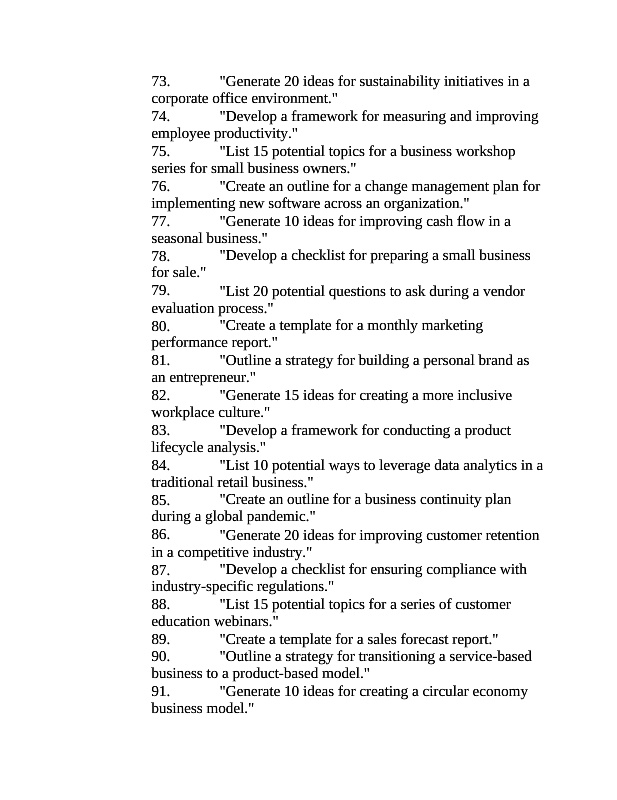 73. "Generate 20 ideas for sustainability initiatives in a
corporate office environment."
74. "Develop a framework for measuring and improving
employee productivity."
75. "List 15 potential topics for a business workshop
series for small business owners."
76. "Create an outline for a change management plan for
implementing new software across an organization."
77. "Generate 10 ideas for improving cash flow in a
seasonal business."
78. "Develop a checklist for preparing a small business
for sale."
79. "List 20 potential questions to ask during a vendor
evaluation process."
80. "Create a template for a monthly marketing
performance report."
81. "Outline a strategy for building a personal brand as
an entrepreneur."
82. "Generate 15 ideas for creating a more inclusive
workplace culture."
83. "Develop a framework for conducting a product
lifecycle analysis."
84. "List 10 potential ways to leverage data analytics in a
traditional retail business."
85. "Create an outline for a business continuity plan
during a global pandemic."
86. "Generate 20 ideas for improving customer retention
in a competitive industry."
87. "Develop a checklist for ensuring compliance with
industry-specific regulations."
88. "List 15 potential topics for a series of customer
education webinars."
89. "Create a template for a sales forecast report."
90. "Outline a strategy for transitioning a service-based
business to a product-based model."
91. "Generate 10 ideas for creating a circular economy
business model."